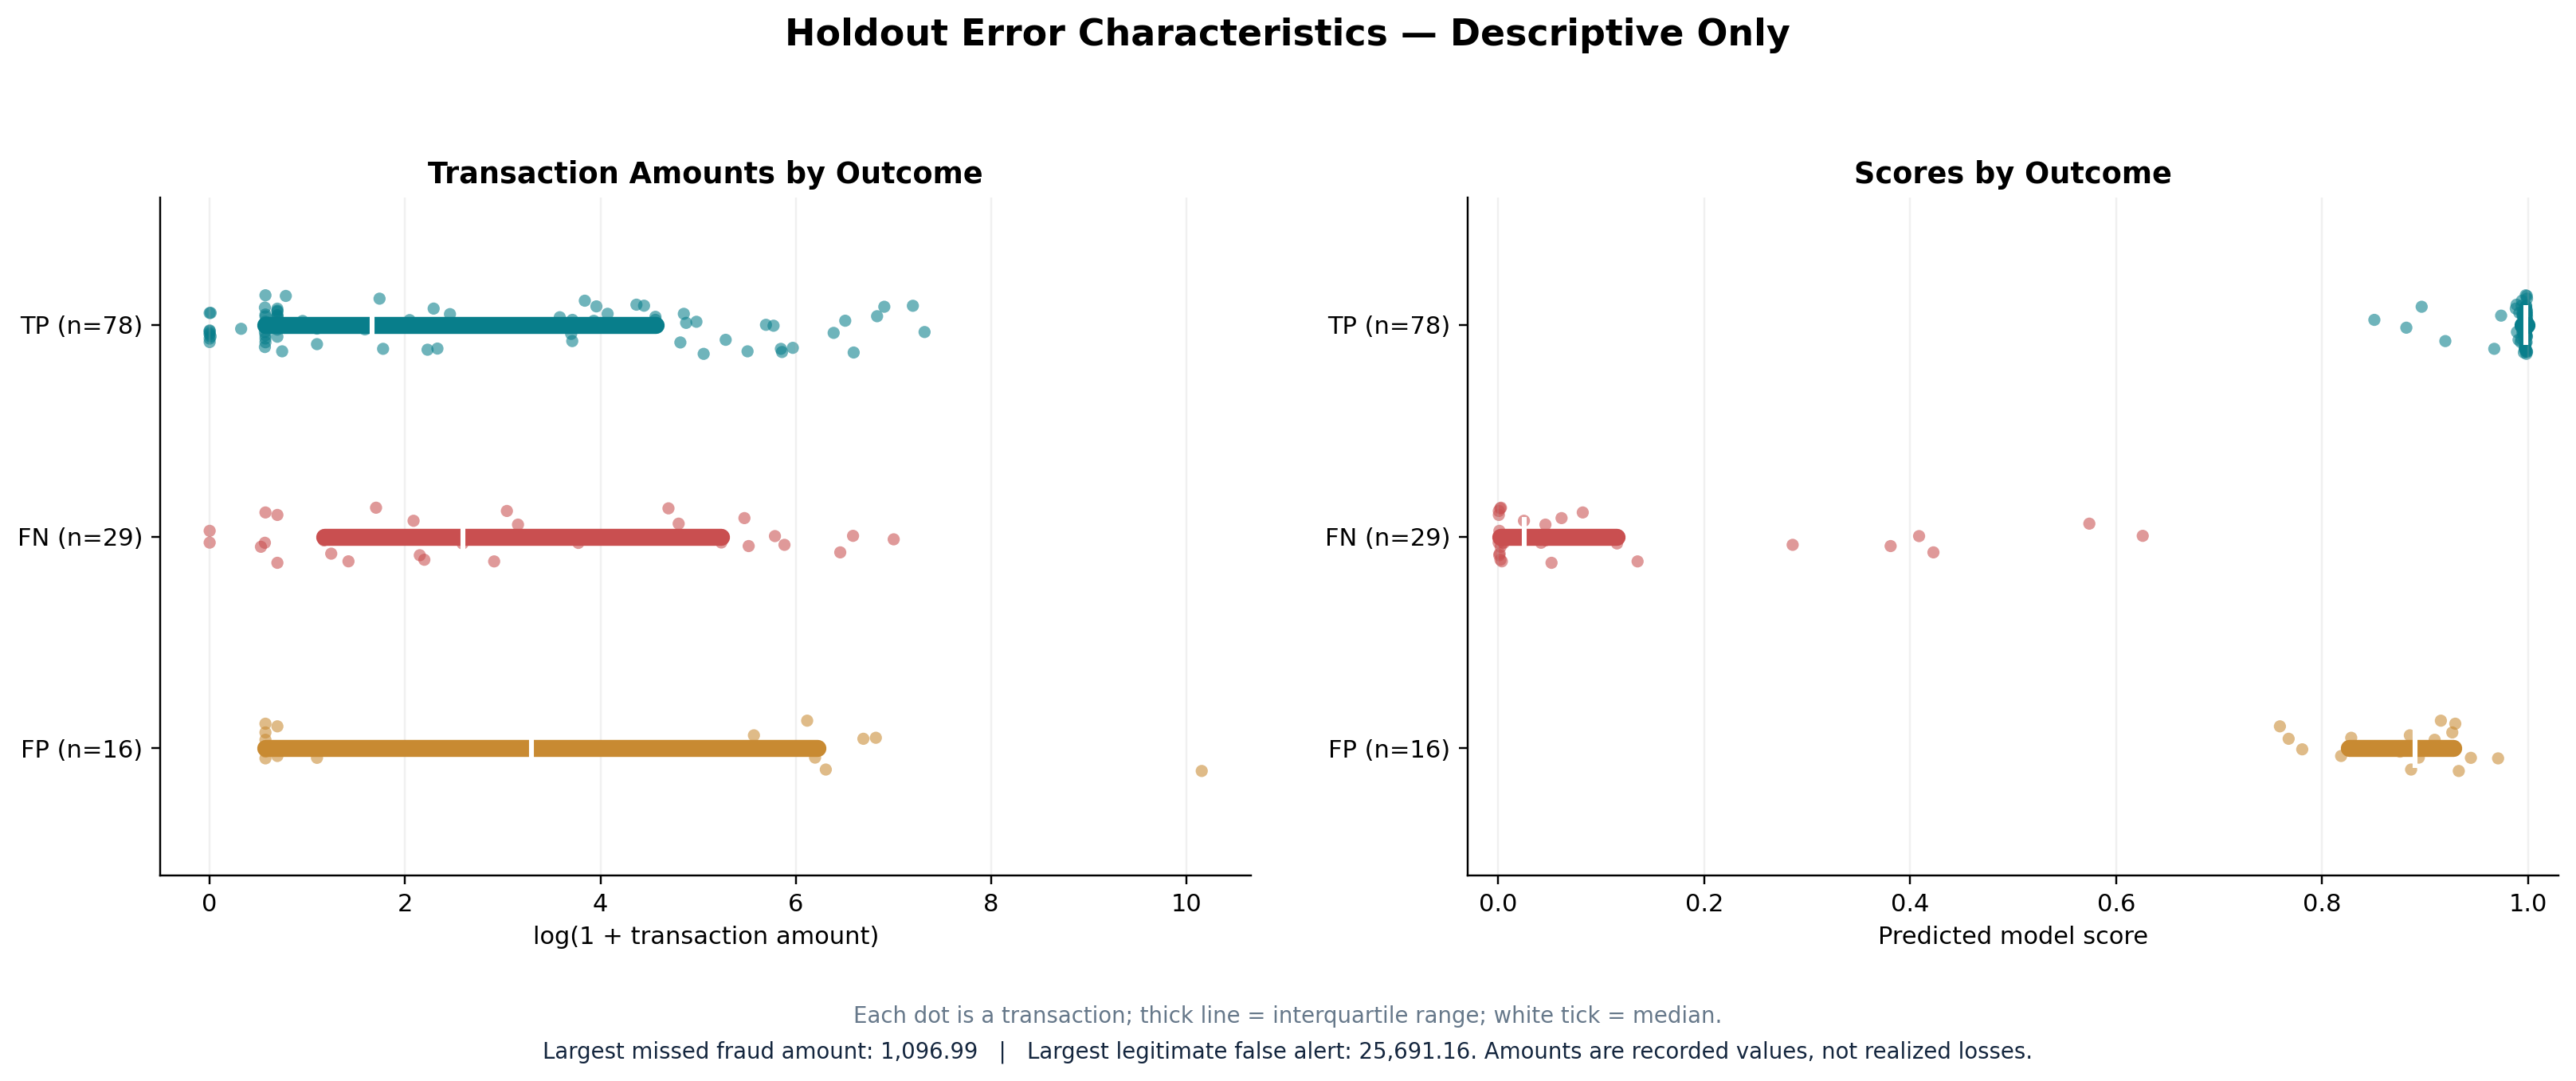 Holdout Error Characteristics — Descriptive Only
Transaction Amounts by Outcome
TP (n=78)
FN (n=29)
FP (n=16)
0 2 4 6 8 10
log(1 + transaction amount)
Scores by Outcome
TP (n=78)
FN (n=29)
FP (n=16)
0.0 0.2 0.4 0.6 0.8 1.0
Predicted model score
Each dot is a transaction; thick line = interquartile range; white tick = median.
Largest missed fraud amount: 1,096.99 | Largest legitimate false alert: 25,691.16. Amounts are recorded values, not realized losses.